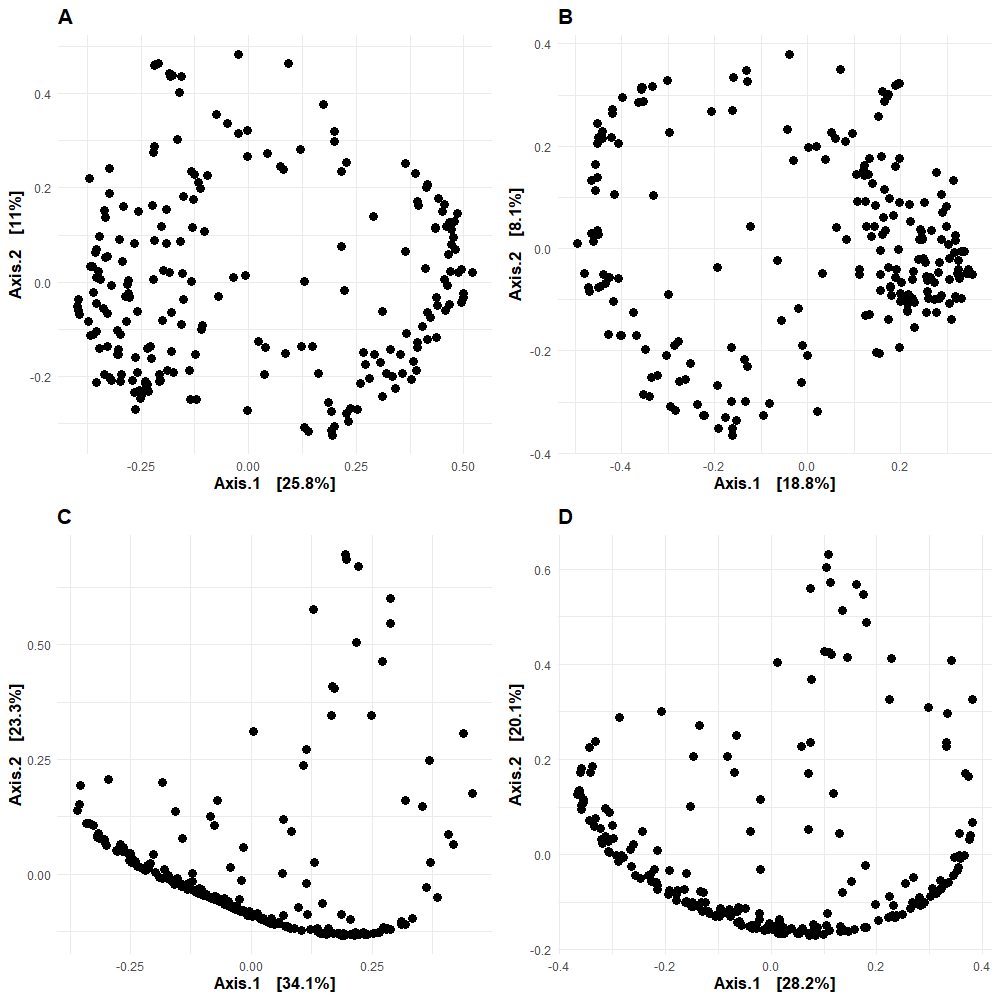 A
0.4
0.2
0.0
-0.2
Axis.2 [11%]
-0.25 0.00 0.25 0.50
Axis.1 [25.8%]
B
0.4
0.2
0.0
-0.2
-0.4
Axis.2 [8.1%]
-0.4 -0.2 0.0 0.2
Axis.1 [18.8%]
C
0.50
0.25
0.00
Axis.2 [23.3%]
-0.25 0.00 0.25
Axis.1 [34.1%]
D
0.6
0.4
0.2
0.0
-0.2
Axis.2 [20.1%]
-0.4 -0.2 0.0 0.2 0.4
Axis.1 [28.2%]